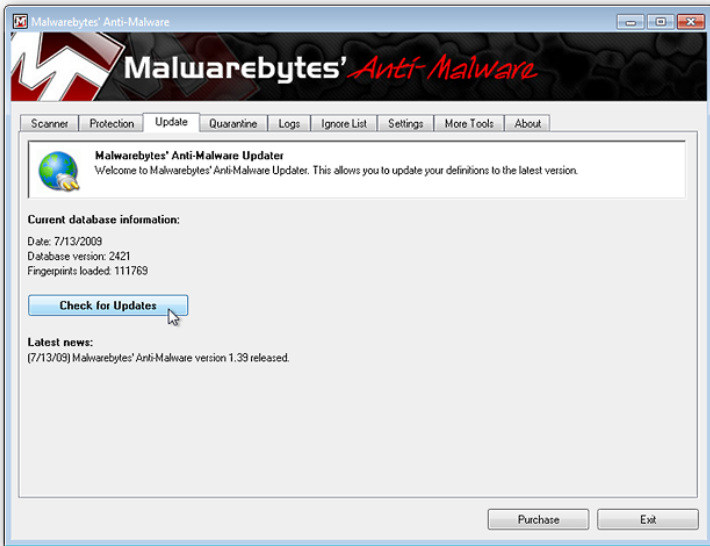 Malwarebytes' Anti-Malware
Malwarebytes' Anti-Malware
Scanner Protection Update Quarantine Logs Ignore List Settings More Tools About
Malwarebytes' Anti-Malware Updater
Welcome to Malwarebytes' Anti-Malware Updater. This allows you to update your definitions to the latest version.
Current database information:
Date: 7/13/2009
Database version: 2421
Fingerprints loaded: 111769
Check for Updates
Latest news:
(7/13/09) Malwarebytes' Anti-Malware version 1.39 released.
Purchase Exit